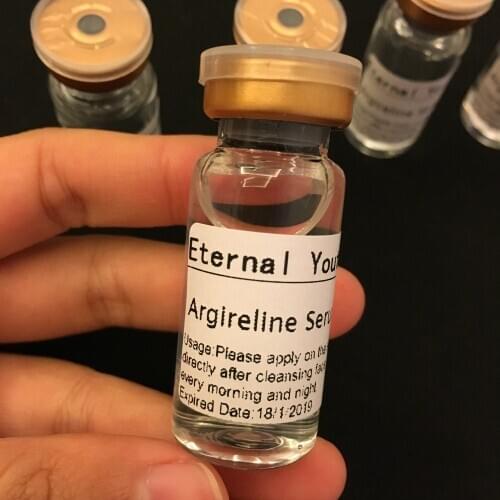 Eternal
Argireline
Usage:Please apply on the
directly after cleansing
every morning and night.
Expired Date:18/1/2019